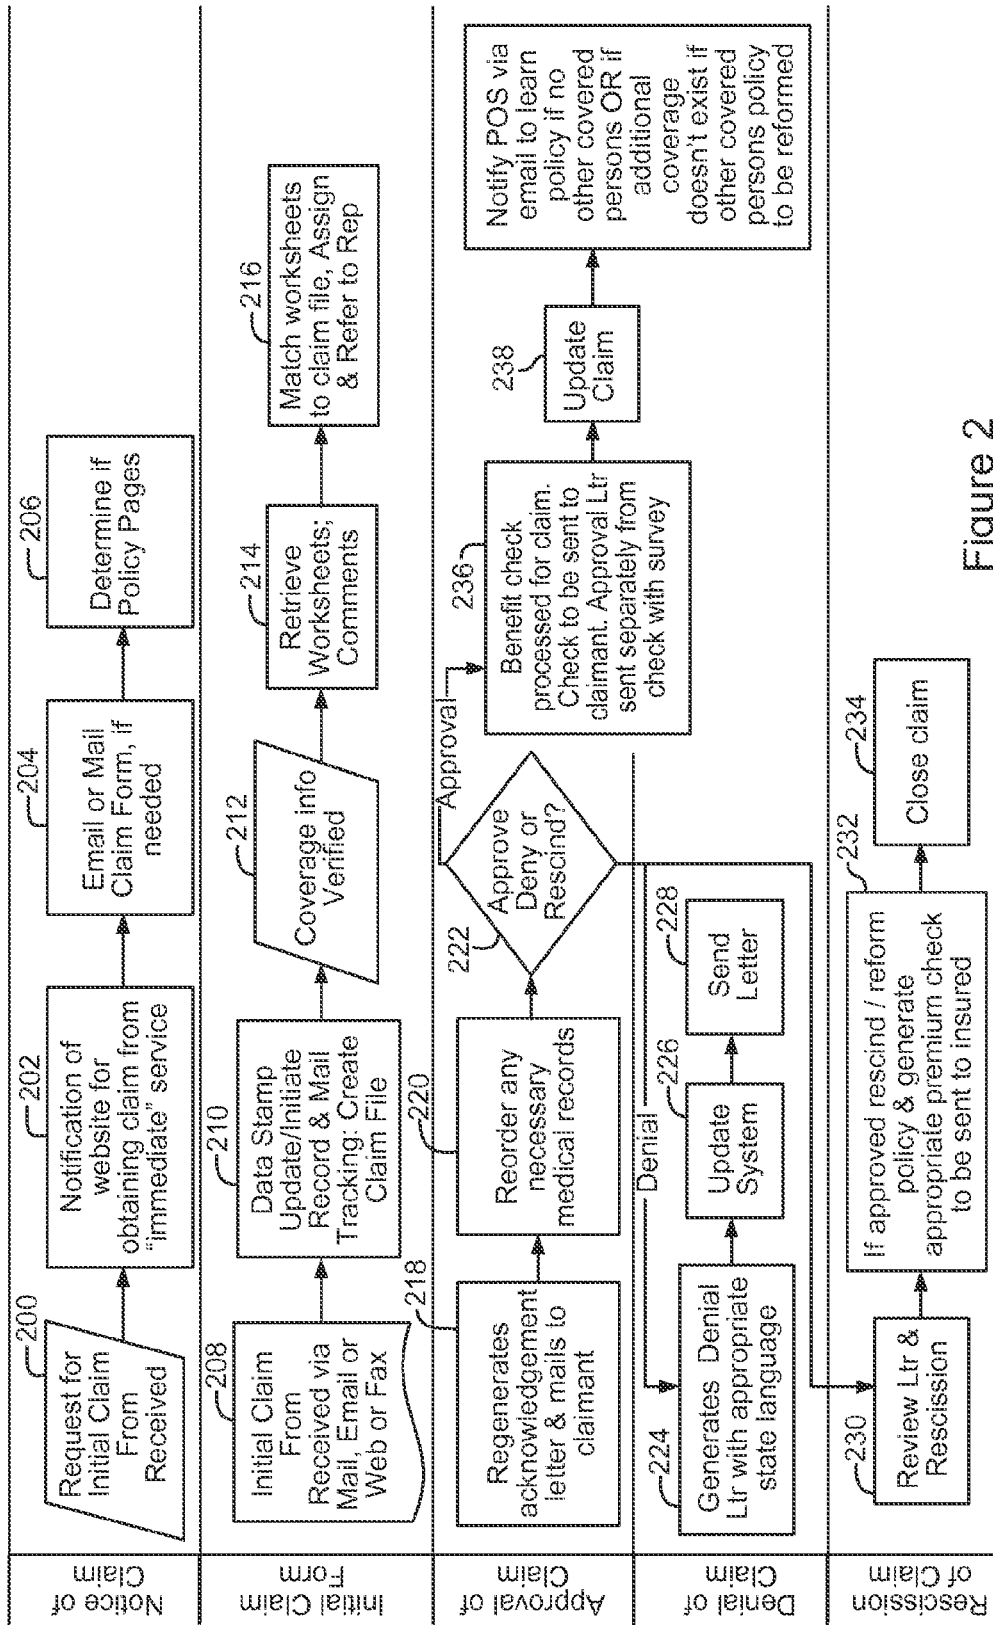 Notice of
Claim
200
Request for
Initial Claim
From
Received
202
Notification of
website for
obtaining claim from
“immediate” service
204
Email or Mail
Claim Form, if
needed
206
Determine if
Policy Pages
Initial Claim
Form
208
Initial Claim
From
Received via
Mail, Email or
Web or Fax
210
Data Stamp
Update/Initiate
Record & Mail
Tracking: Create
Claim File
212
Coverage info
Verified
214
Retrieve
Worksheets;
Comments
216
Match worksheets
to claim file, Assign
& Refer to Rep
Approval of
Claim
218
Regenerates
acknowledgement
letter & mails to
claimant
220
Reorder any
necessary
medical records
222
Approve
Deny or
Rescind?
Approval
236
Benefit check
processed for claim.
Check to be sent to
claimant. Approval Ltr
sent separately from
check with survey
238
Update
Claim
Notify POS via
email to learn
policy if no
other covered
persons OR if
additional
coverage
doesn't exist if
other covered
persons policy
to be reformed
Denial of
Claim
Denial
224
Generates Denial
Ltr with appropriate
state language
226
Update
System
228
Send
Letter
Rescission
of Claim
230
Review Ltr &
Rescission
232
If approved rescind / reform
policy & generate
appropriate premium check
to be sent to insured
234
Close claim
Figure 2